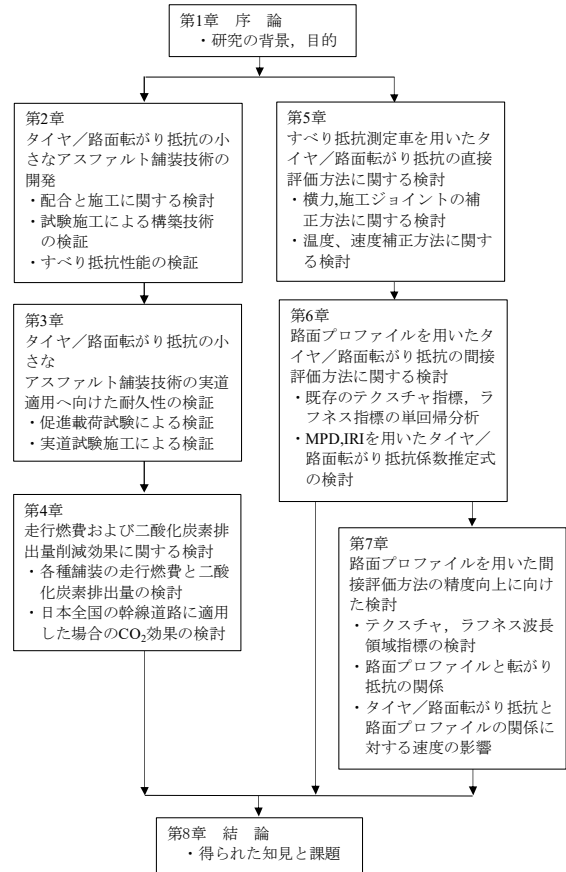 第1章　序　論
・研究の背景，目的
第2章
タイヤ／路面転がり抵抗の小
さなアスファルト舗装技術の
開発
・配合と施工に関する検討
・試験施工による構築技術
の検証
・すべり抵抗性能の検証
第3章
タイヤ／路面転がり抵抗の小
さな
アスファルト舗装技術の実道
適用へ向けた耐久性の検証
・促進載荷試験による検証
・実道試験施工による検証
第4章
走行燃費および二酸化炭素排
出量削減効果に関する検討
・各種舗装の走行燃費と二酸
化炭素排出量の検討
・日本全国の幹線道路に適用
した場合のCO₂効果の検討
第5章
すべり抵抗測定車を用いたタ
イヤ／路面転がり抵抗の直接
評価方法に関する検討
・横力,施工ジョイントの補
正方法に関する検討
・温度、速度補正方法に関す
る検討
第6章
路面プロファイルを用いたタ
イヤ／路面転がり抵抗の間接
評価方法に関する検討
・既存のテクスチャ指標，ラ
フネス指標の単回帰分析
・MPD,IRIを用いたタイヤ／
路面転がり抵抗係数推定式
の検討
第7章
路面プロファイルを用いた間
接評価方法の精度向上に向け
た検討
・テクスチャ，ラフネス波長
領域指標の検討
・路面プロファイルと転がり
抵抗の関係
・タイヤ／路面転がり抵抗と
路面プロファイルの関係に
対する速度の影響
第8章　結　論
・得られた知見と課題